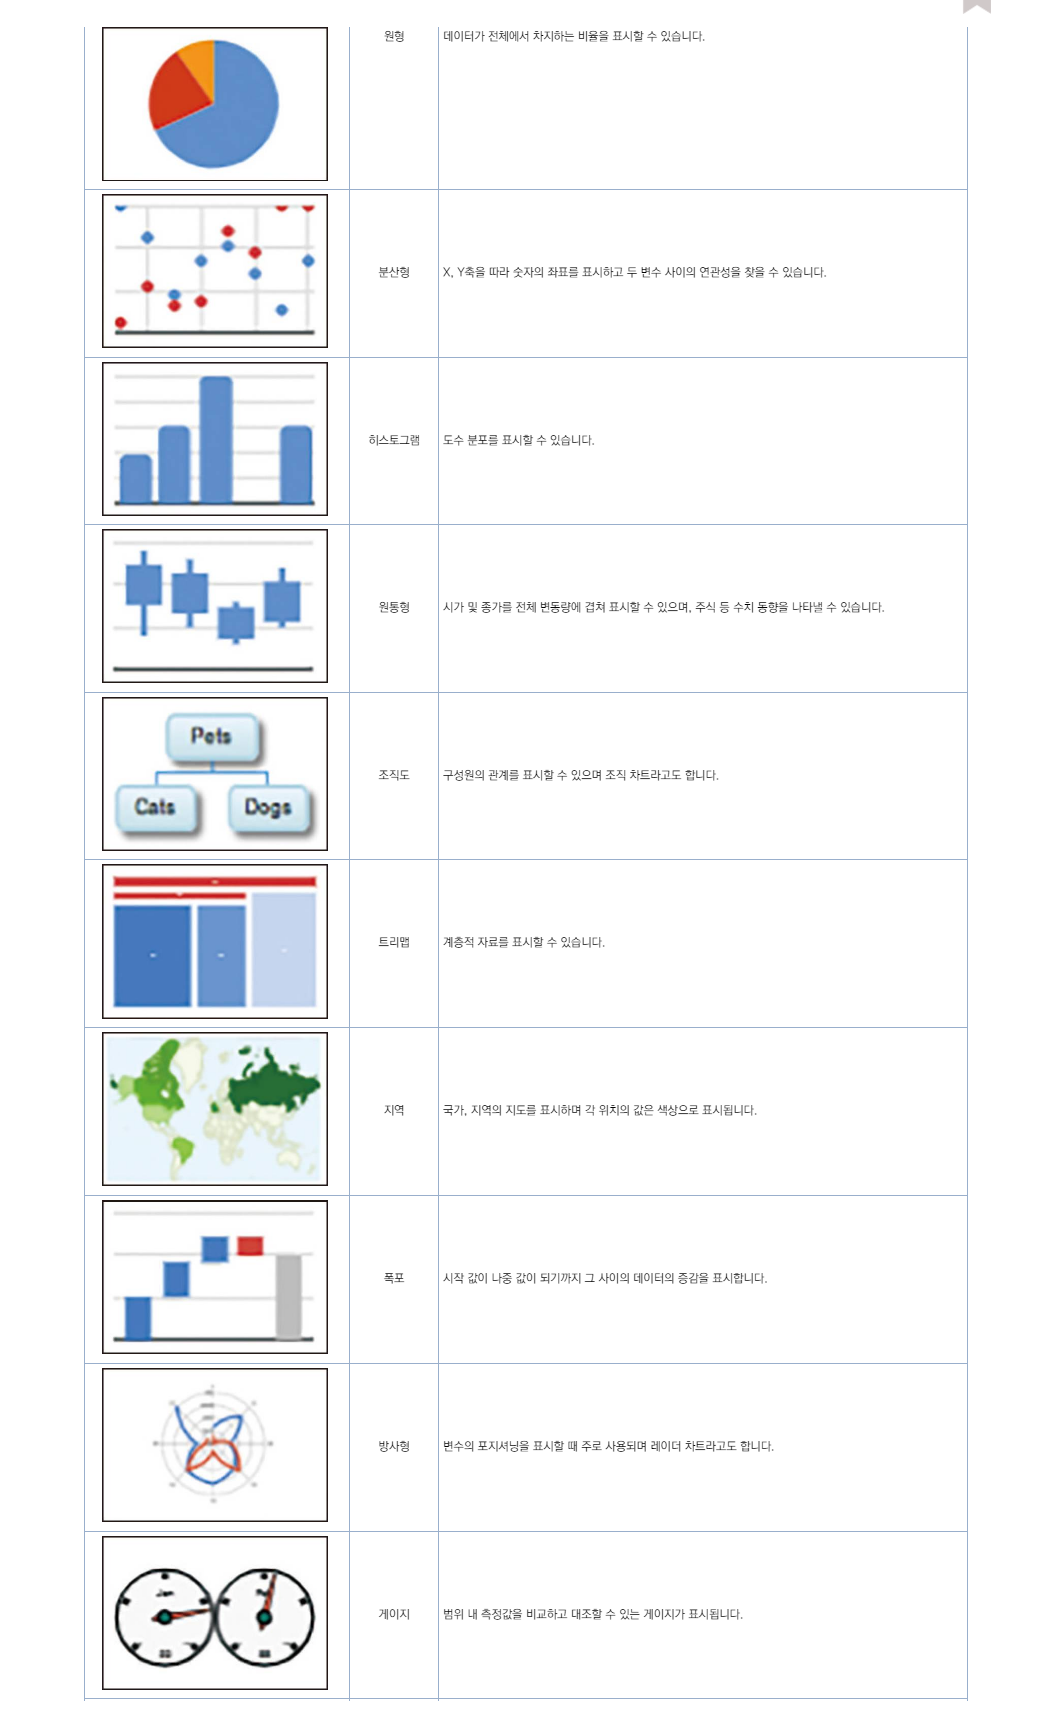 원형
데이터가 전체에서 차지하는 비율을 표시할 수 있습니다.
분산형
X, Y축을 따라 숫자의 좌표를 표시하고 두 변수 사이의 연관성을 찾을 수 있습니다.
히스토그램
도수 분포를 표시할 수 있습니다.
원통형
시가 및 종가를 전체 변동량에 겹쳐 표시할 수 있으며, 주식 등 수치 동향을 나타낼 수 있습니다.
Pets
Cats
Dogs
조직도
구성원의 관계를 표시할 수 있으며 조직 차트라고도 합니다.
트리맵
계층적 자료를 표시할 수 있습니다.
지역
국가, 지역의 지도를 표시하며 각 위치의 값은 색상으로 표시됩니다.
폭포
시작 값이 나중 값이 되기까지 그 사이의 데이터의 증감을 표시합니다.
방사형
변수의 포지셔닝을 표시할 때 주로 사용되며 레이더 차트라고도 합니다.
게이지
범위 내 측정값을 비교하고 대조할 수 있는 게이지가 표시됩니다.